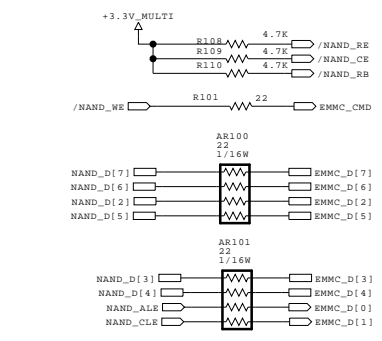 +3.3V_MULTI
R108 4.7K /NAND_RE
R109 4.7K /NAND_CE
R110 4.7K /NAND_RB
/NAND_WE R101 22 EMMC_CMD
AR100
22
1/16W
NAND_D[7] EMMC_D[7]
NAND_D[6] EMMC_D[6]
NAND_D[2] EMMC_D[2]
NAND_D[5] EMMC_D[5]
AR101
22
1/16W
NAND_D[3] EMMC_D[3]
NAND_D[4] EMMC_D[4]
NAND_ALE EMMC_D[0]
NAND_CLE EMMC_D[1]